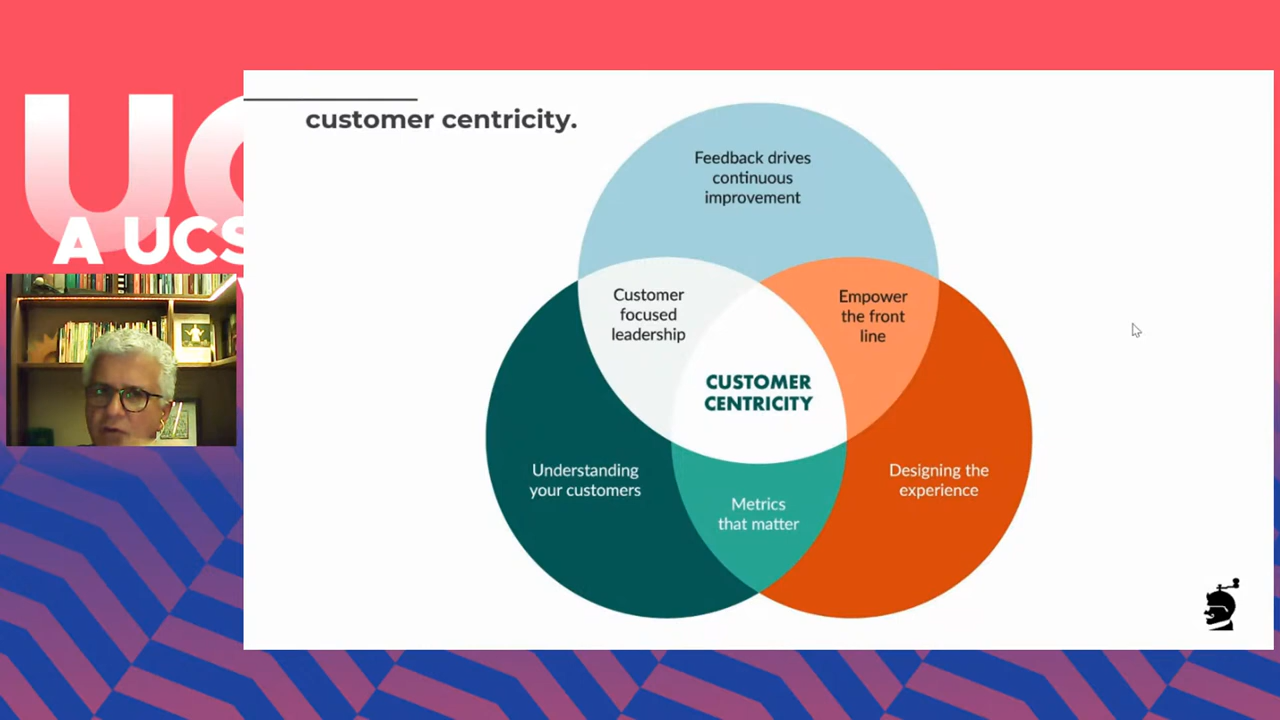 UC
A UCS
customer centricity.
Feedback drives
continuous
improvement
Customer
focused
leadership
Empower
the front
line
CUSTOMER
CENTRICITY
Understanding
your customers
Designing the
experience
Metrics
that matter